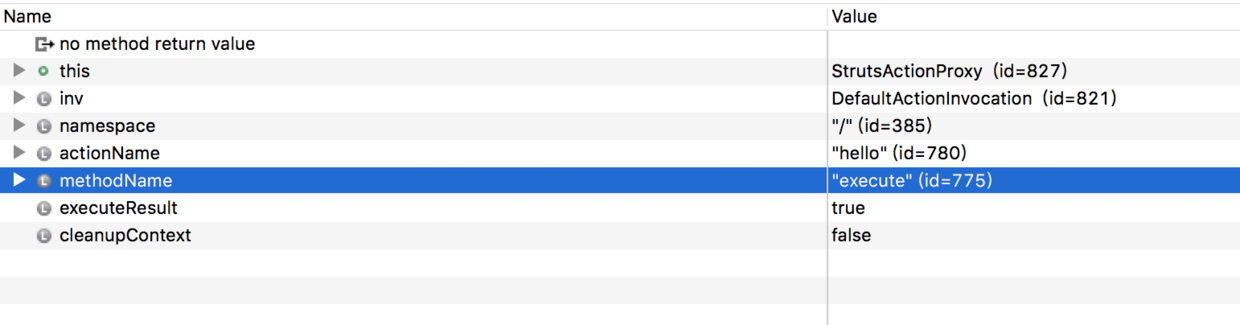 Name Value
no method return value
this StrutsActionProxy (id=827)
L inv DefaultActionInvocation (id=821)
L namespace "/" (id=385)
L actionName "hello" (id=780)
L methodName "execute" (id=775)
L executeResult true
L cleanupContext false